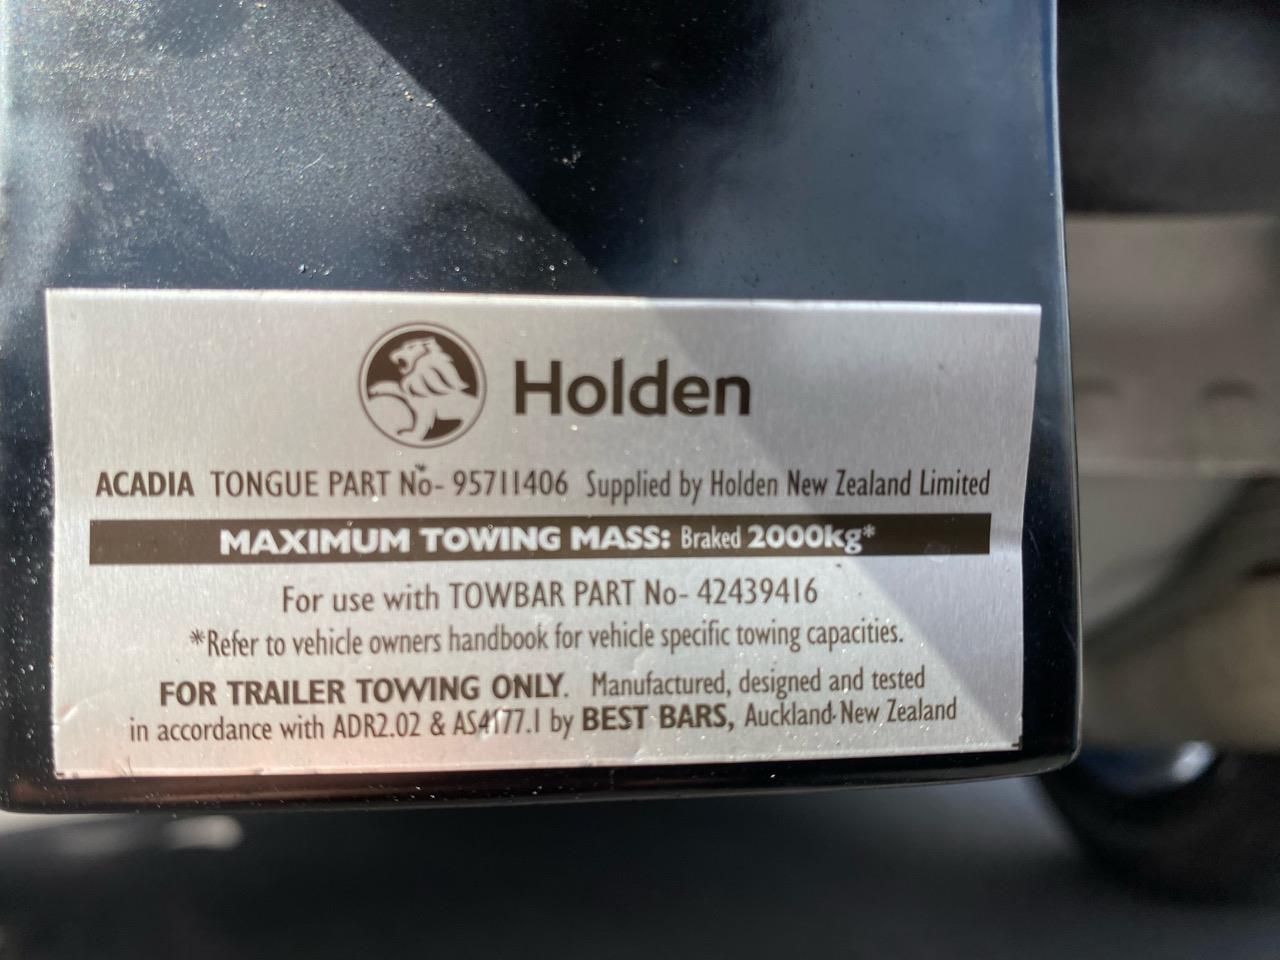 Holden
ACADIA TONGUE PART No- 95711406 Supplied by Holden New Zealand Limited
MAXIMUM TOWING MASS: Braked 2000kg*
For use with TOWBAR PART No- 42439416
*Refer to vehicle owners handbook for vehicle specific towing capacities.
FOR TRAILER TOWING ONLY. Manufactured, designed and tested
in accordance with ADR2.02 & AS4177.1 by BEST BARS, Auckland-New Zealand